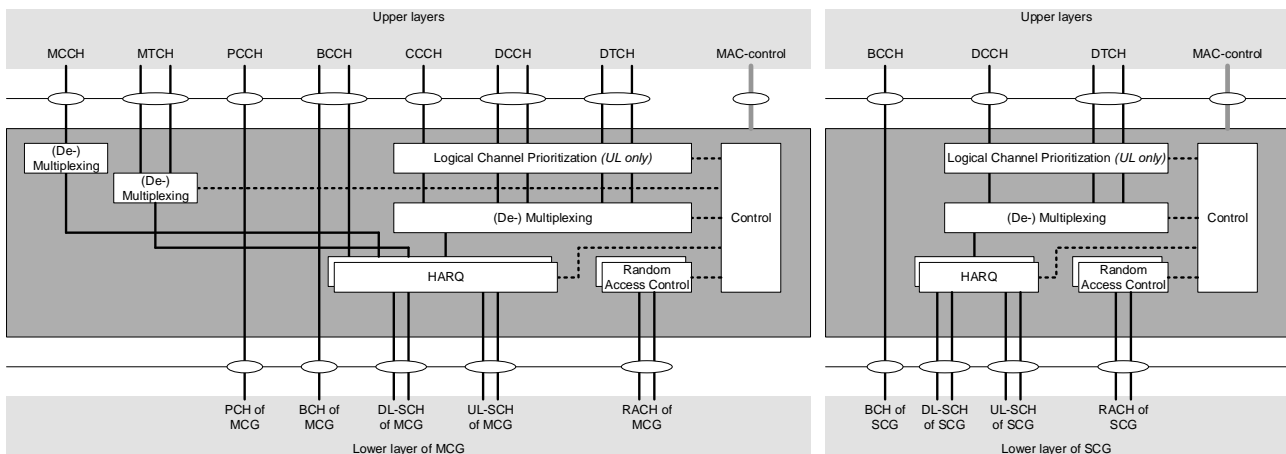 Upper layers
MCCH MTCH PCCH BCCH CCCH DCCH DTCH MAC-control
(De-)
Multiplexing
(De-)
Multiplexing
Logical Channel Prioritization (UL only)
(De-) Multiplexing
Control
HARQ
Random
Access Control
PCH of
MCG
BCH of
MCG
DL-SCH
of MCG
UL-SCH
of MCG
RACH of
MCG
Lower layer of MCG
Upper layers
BCCH DCCH DTCH MAC-control
Logical Channel Prioritization (UL only)
(De-) Multiplexing
Control
HARQ
Random
Access Control
BCH of
SCG
DL-SCH
of SCG
UL-SCH
of SCG
RACH of
SCG
Lower layer of SCG